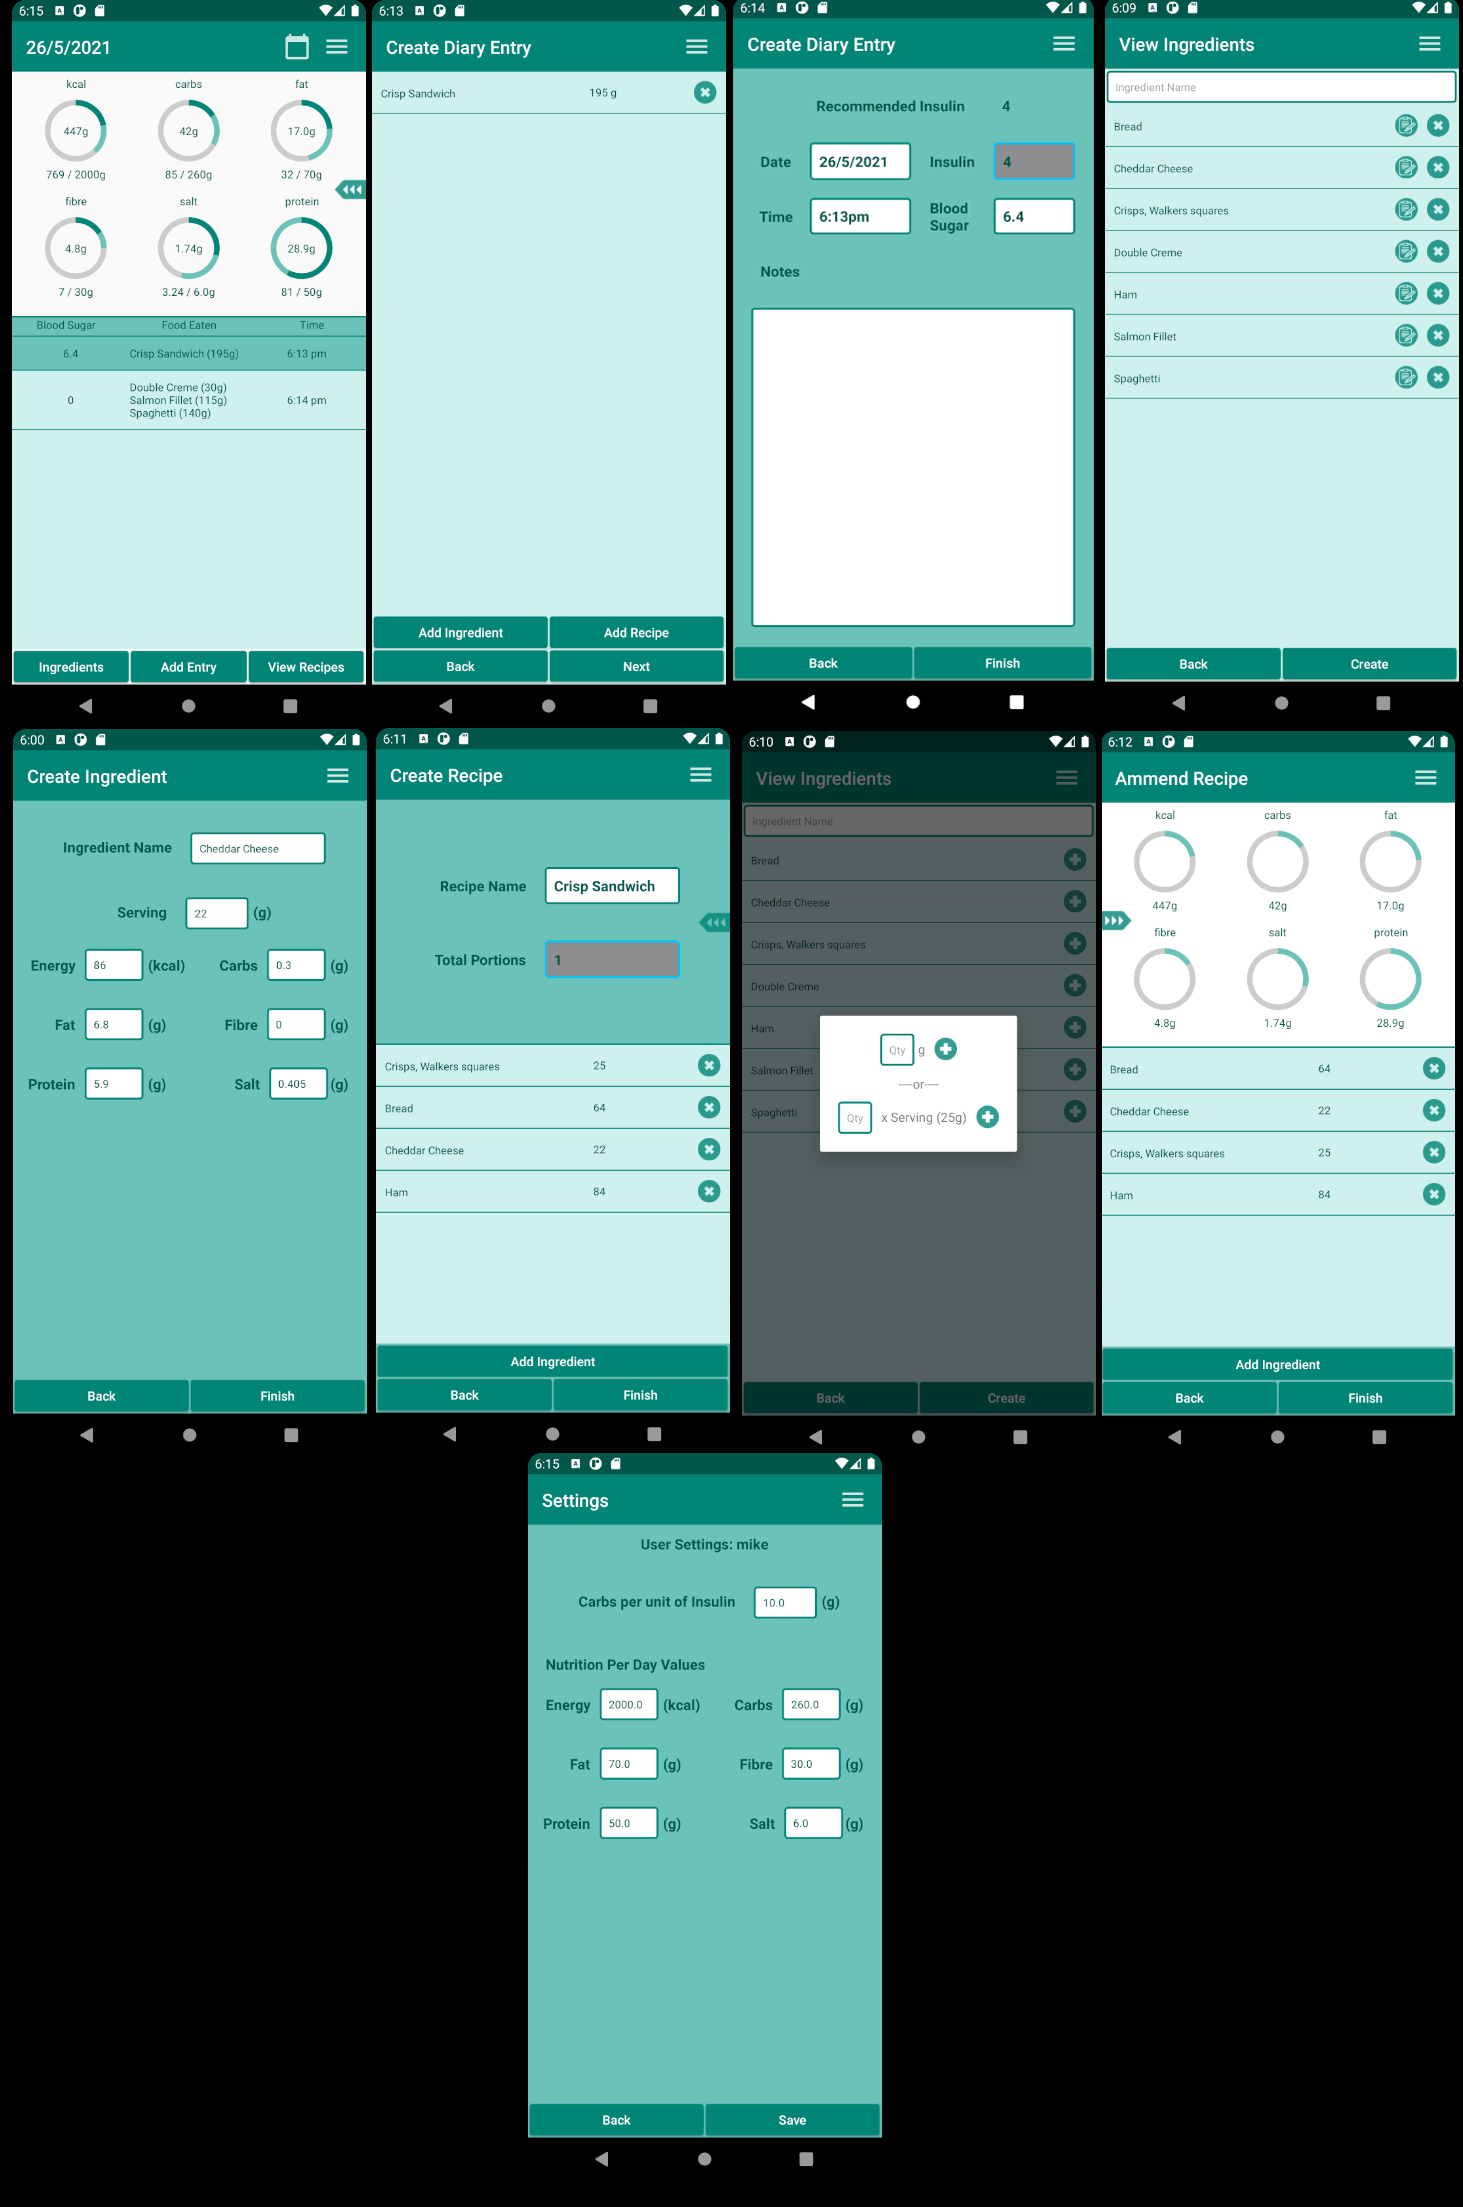 6:15
26/5/2021
kcal carbs fat
447g 42g 17.0g
769 / 2000g 85 / 260g 32 / 70g
fibre salt protein
4.8g 1.74g 28.9g
7 / 30g 3.24 / 6.0g 81 / 50g
Blood Sugar Food Eaten Time
6.4 Crisp Sandwich (195g) 6:13 pm
Double Creme (30g)
0 Salmon Fillet (115g) 6:14 pm
Spaghetti (140g)
Ingredients Add Entry View Recipes
6:13
Create Diary Entry
Crisp Sandwich 195 g
Add Ingredient Add Recipe
Back Next
6:14
Create Diary Entry
Recommended Insulin 4
Date 26/5/2021 Insulin 4
Time 6:13pm Blood Sugar 6.4
Notes
Back Finish
6:09
View Ingredients
Ingredient Name
Bread
Cheddar Cheese
Crisps, Walkers squares
Double Creme
Ham
Salmon Fillet
Spaghetti
Back Create
6:00
Create Ingredient
Ingredient Name Cheddar Cheese
Serving 22 (g)
Energy 86 (kcal) Carbs 0.3 (g)
Fat 6.8 (g) Fibre 0 (g)
Protein 5.9 (g) Salt 0.405 (g)
Back Finish
6:11
Create Recipe
Recipe Name Crisp Sandwich
Total Portions 1
Crisps, Walkers squares 25
Bread 64
Cheddar Cheese 22
Ham 84
Add Ingredient
Back Finish
6:10
View Ingredients
Ingredient Name
Bread
Cheddar Cheese
Crisps, Walkers squares
Double Creme
Ham
Salmon Fillet
Spaghetti
Qty g
----or----
Qty x Serving (25g)
Back Create
6:12
Ammend Recipe
kcal carbs fat
447g 42g 17.0g
fibre salt protein
4.8g 1.74g 28.9g
Bread 64
Cheddar Cheese 22
Crisps, Walkers squares 25
Ham 84
Add Ingredient
Back Finish
6:15
Settings
User Settings: mike
Carbs per unit of Insulin 10.0 (g)
Nutrition Per Day Values
Energy 2000.0 (kcal) Carbs 260.0 (g)
Fat 70.0 (g) Fibre 30.0 (g)
Protein 50.0 (g) Salt 6.0 (g)
Back Save